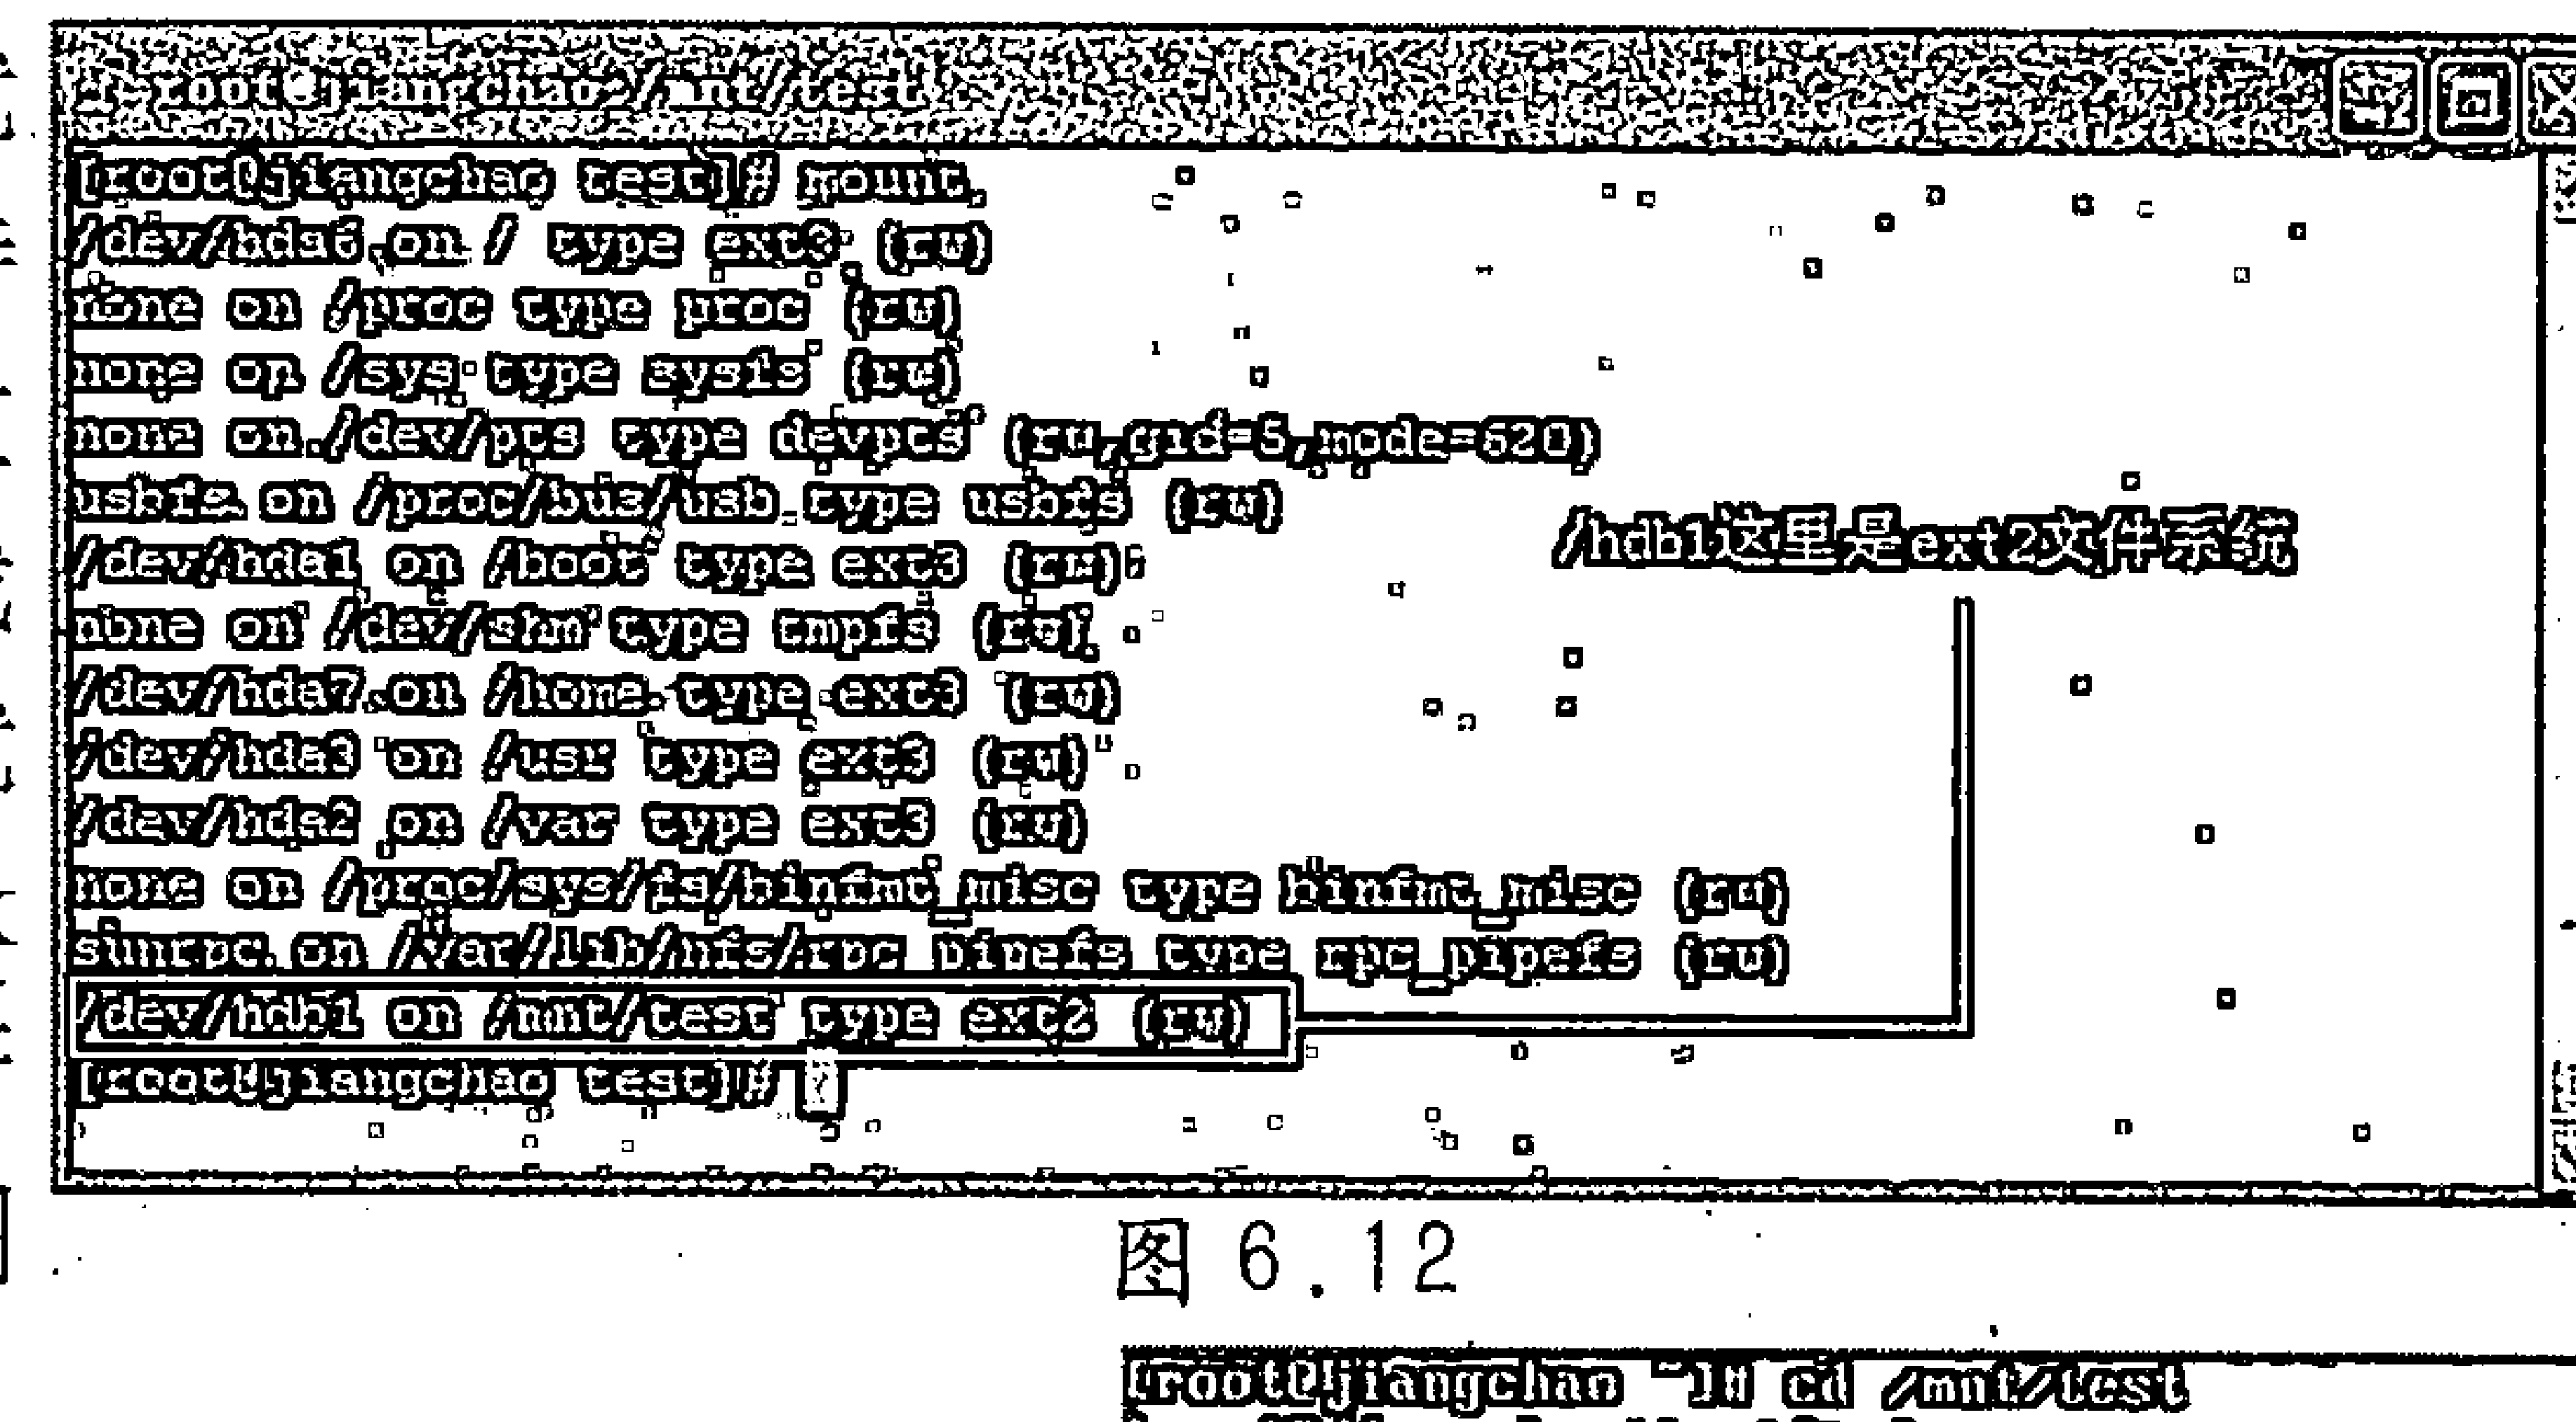 root@jiangchao2/mnt/test
[root@jiangchao test]# mount
/dev/hda6 on / type ext3 (rw)
none on /proc type proc (rw)
none on /sys type sysfs (rw)
none on /dev/pts type devpts (rw,gid=5,mode=620)
usbfs on /proc/bus/usb type usbfs (rw)
/dev/hda1 on /boot type ext3 (rw)
/hdb1这里是ext2文件系统
none on /dev/shm type tmpfs (rw)
/dev/hda7 on /home type ext3 (rw)
/dev/hda3 on /usr type ext3 (rw)
/dev/hda2 on /var type ext3 (rw)
none on /proc/sys/fs/binfmt_misc type binfmt_misc (rw)
sunrpc on /var/lib/nfs/rpc_pipefs type rpc_pipefs (rw)
/dev/hdb1 on /mnt/test type ext2 (rw)
[root@jiangchao test]#
图 6.12
[root@jiangchao ~]# cd /mnt/test